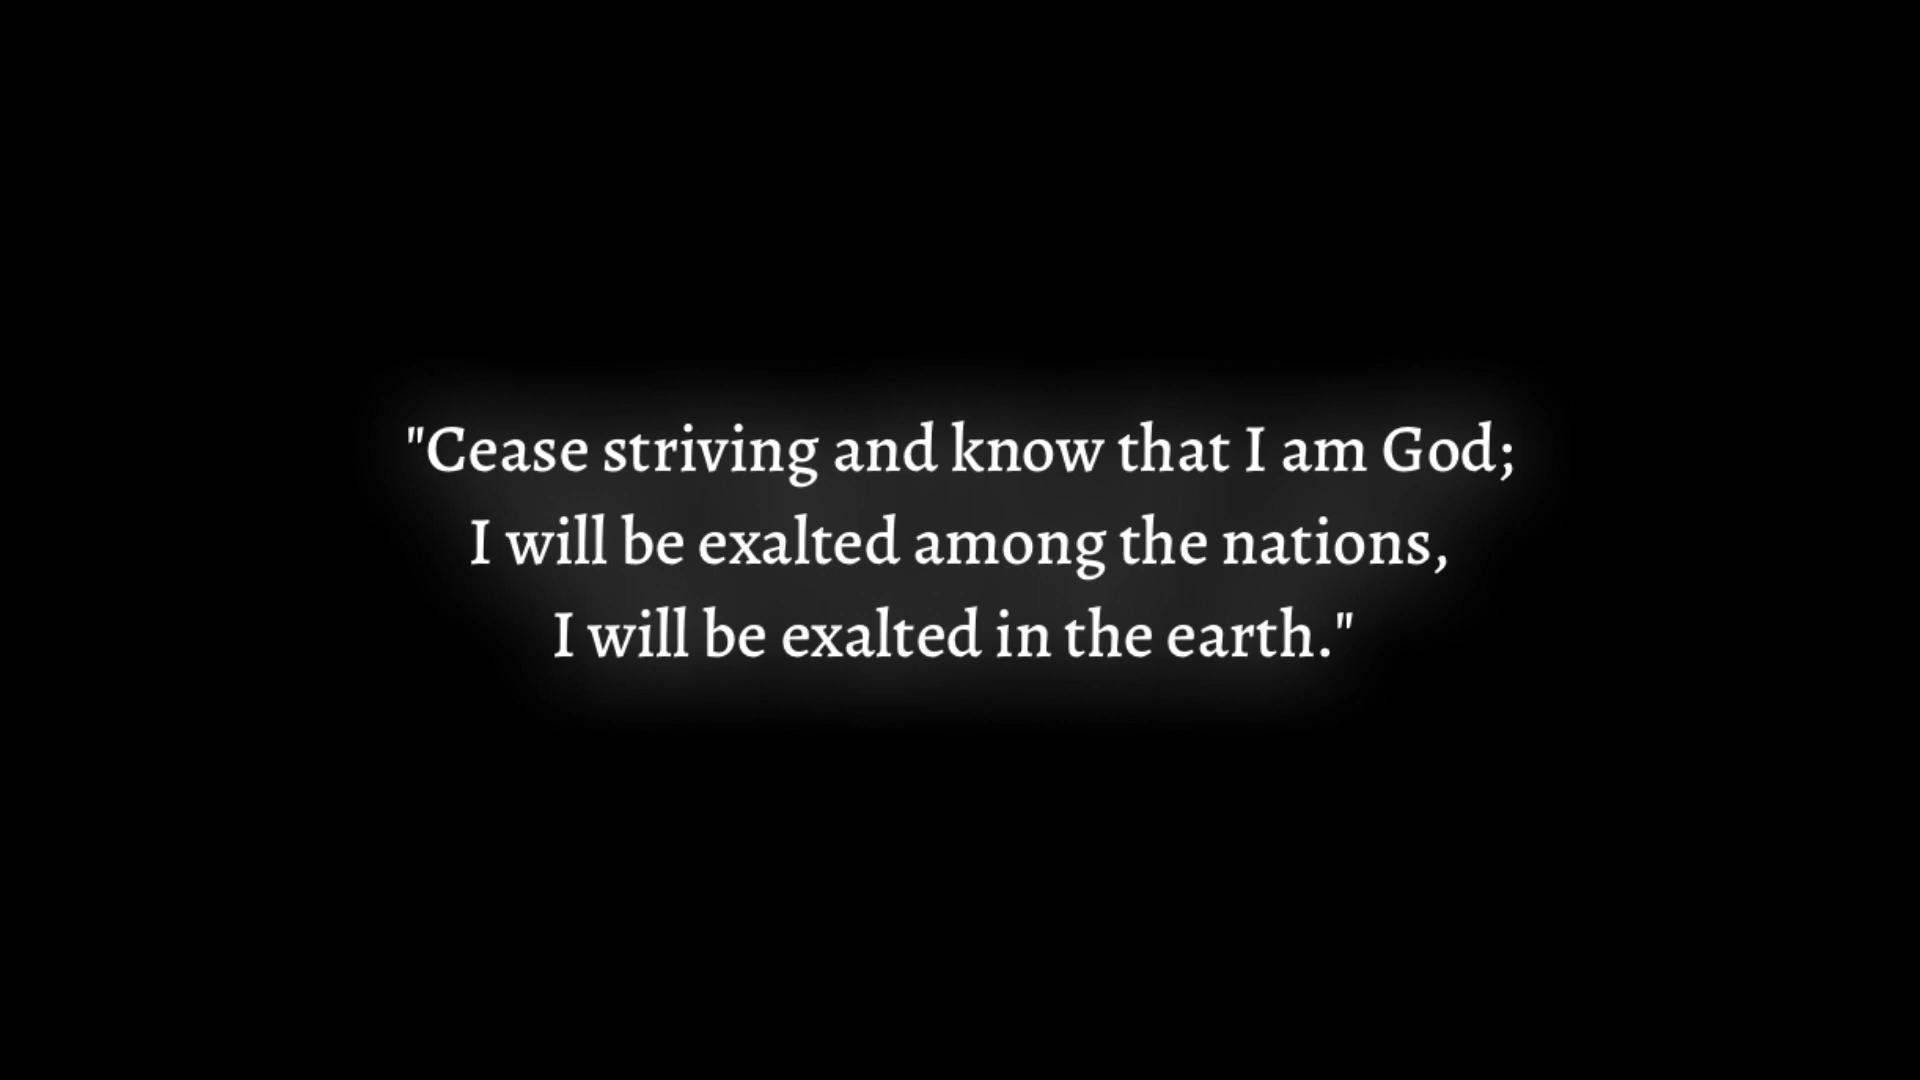 "Cease striving and know that I am God;
I will be exalted among the nations,
I will be exalted in the earth."